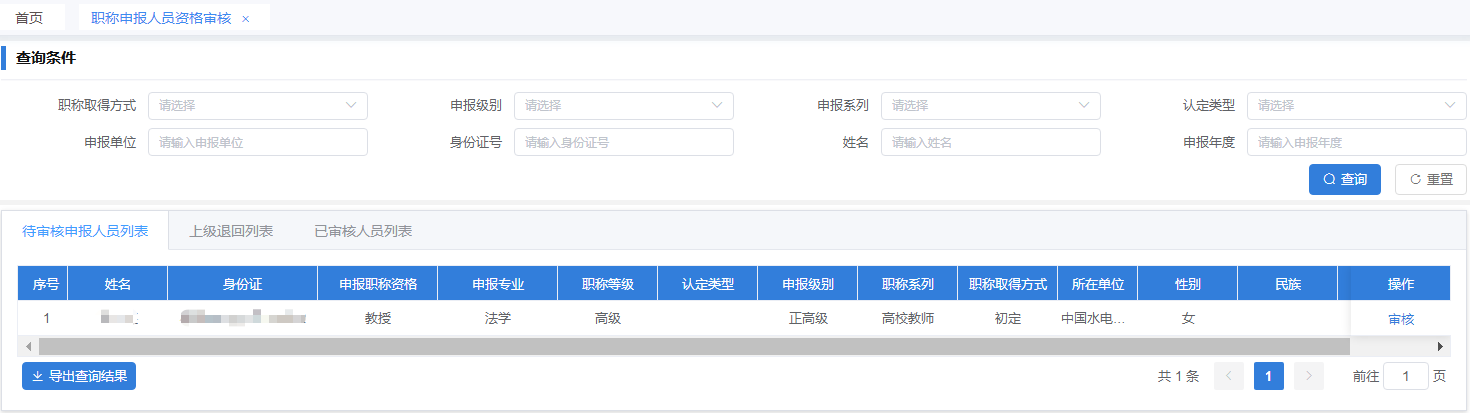 首页 职称申报人员资格审核 ×
查询条件
职称取得方式 请选择 申报级别 请选择 申报系列 请选择 认定类型 请选择
申报单位 请输入申报单位 身份证号 请输入身份证号 姓名 请输入姓名 申报年度 请输入申报年度
查询 重置
待审核申报人员列表 上级退回列表 已审核人员列表
序号 姓名 身份证 申报职称资格 申报专业 职称等级 认定类型 申报级别 职称系列 职称取得方式 所在单位 性别 民族 操作
1 教授 法学 高级 正高级 高校教师 初定 中国水电... 女 审核
导出查询结果 共 1 条 1 前往 1 页